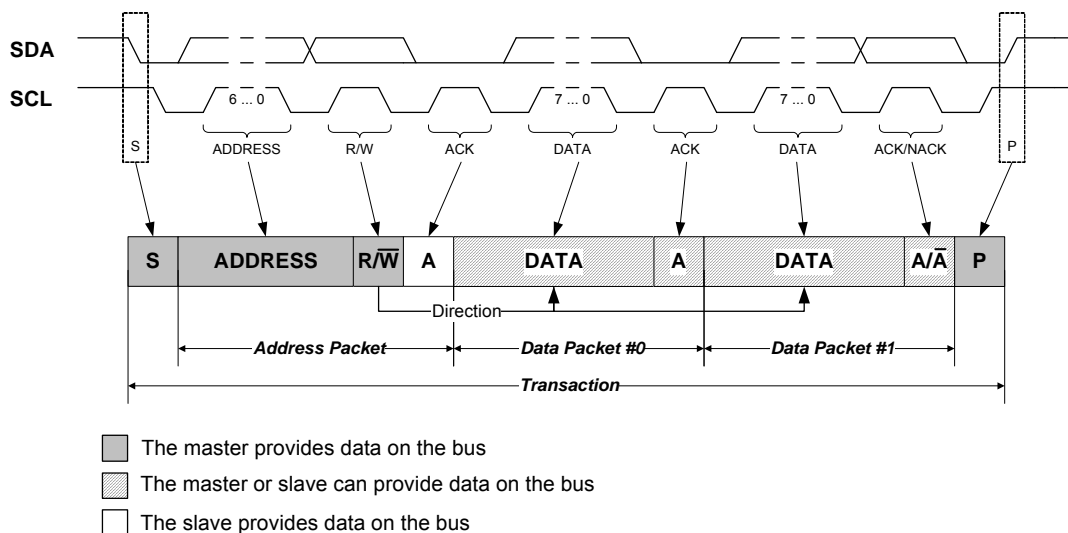 SDA
SCL
6 ... 0 7 ... 0 7 ... 0
S ADDRESS R/W ACK DATA ACK DATA ACK/NACK P
S ADDRESS R/W̅ A DATA A DATA A/A̅ P
Direction
Address Packet Data Packet #0 Data Packet #1
Transaction
The master provides data on the bus
The master or slave can provide data on the bus
The slave provides data on the bus